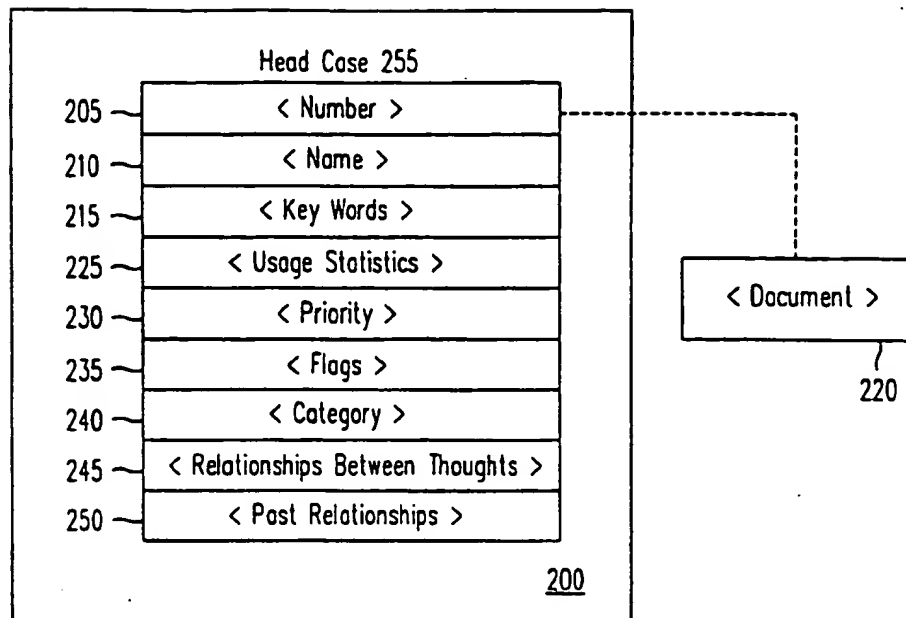 Head Case 255
205 < Number >
210 < Name >
215 < Key Words >
225 < Usage Statistics >
230 < Priority >
235 < Flags >
240 < Category >
245 < Relationships Between Thoughts >
250 < Past Relationships >
< Document >
220
200